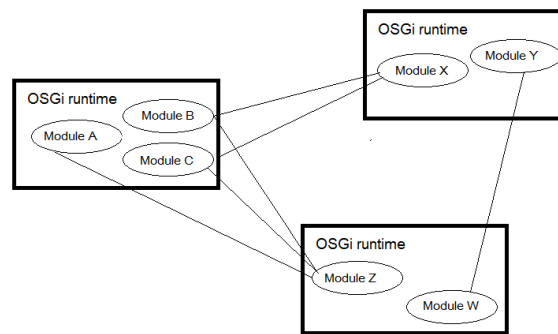 OSGi runtime
Module A
Module B
Module C
OSGi runtime
Module X
Module Y
OSGi runtime
Module Z
Module W